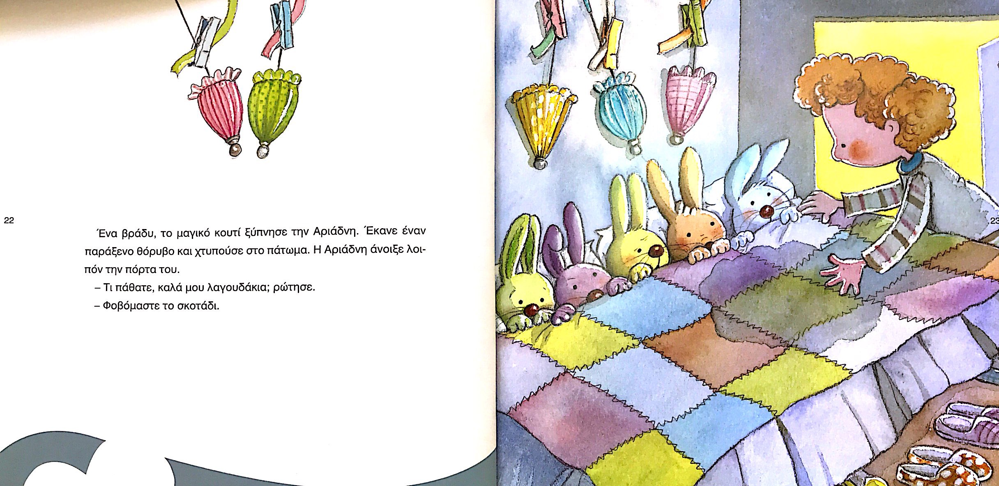 22
Ένα βράδυ, το μαγικό κουτί ξύπνησε την Αριάδνη. Έκανε έναν
παράξενο θόρυβο και χτυπούσε στο πάτωμα. Η Αριάδνη άνοιξε λοι-
πόν την πόρτα του.
– Τι πάθατε, καλά μου λαγουδάκια; ρώτησε.
– Φοβόμαστε το σκοτάδι.
23